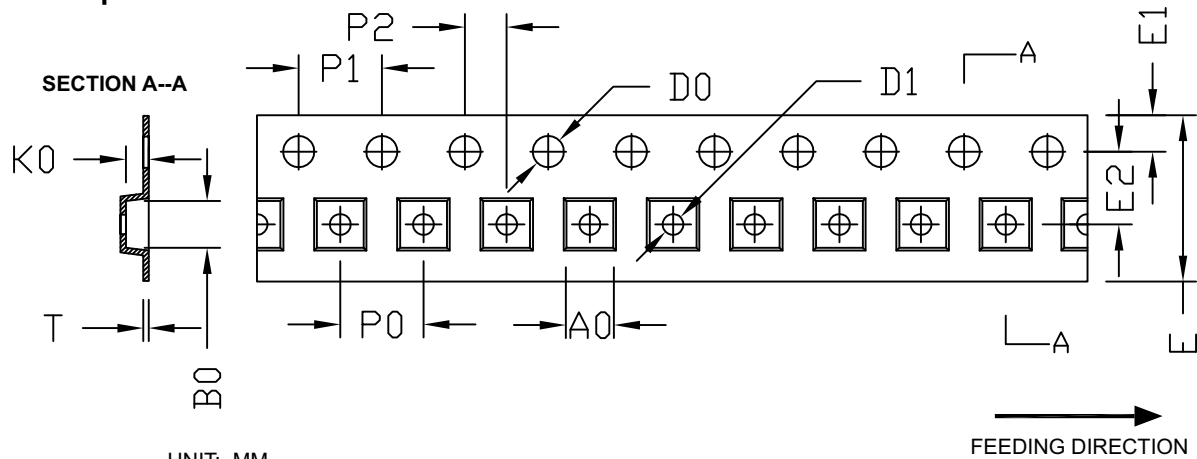 P2
P1
SECTION A--A
D0
D1
A
E1
K0
E2
T
P0
A0
A
E
B0
UNIT: MM
FEEDING DIRECTION